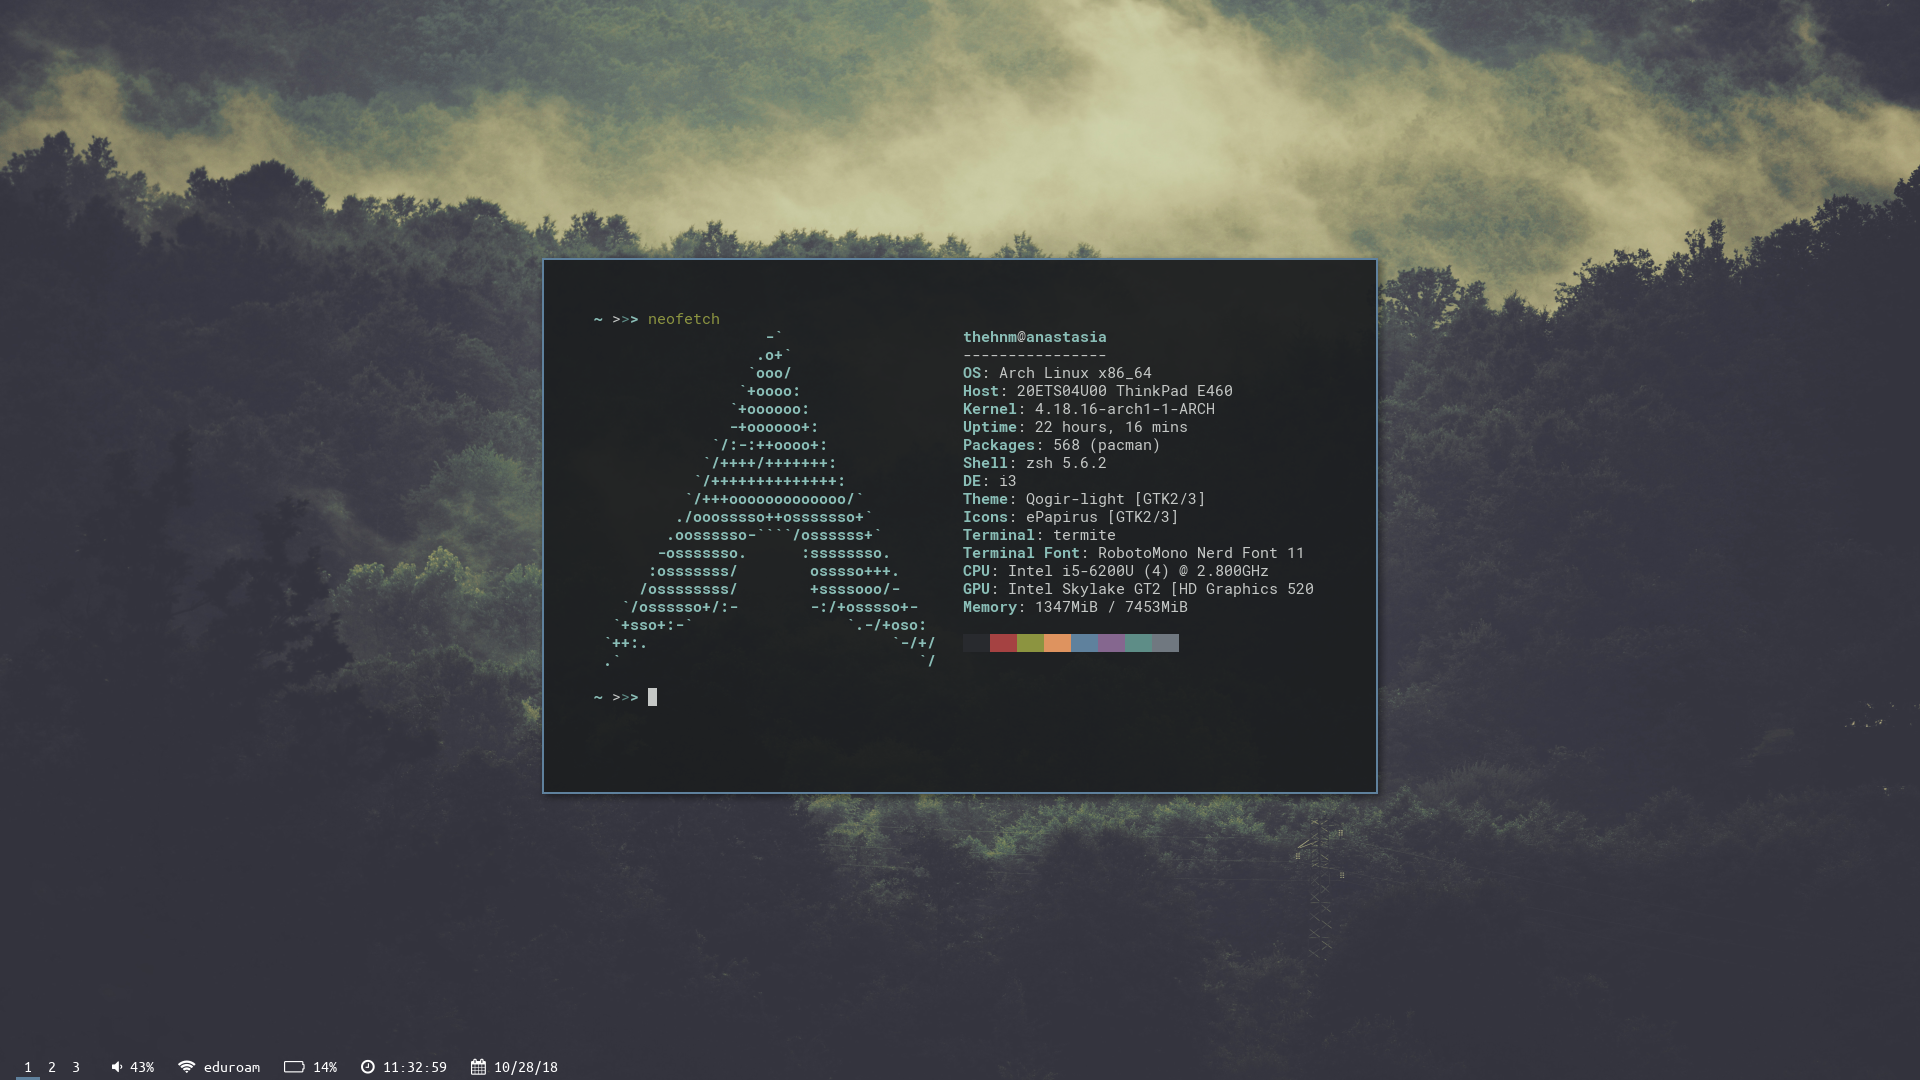 ~ >>> neofetch
-`
.o+`
`ooo/
`+oooo:
`+oooooo:
-+oooooo+:
`/:-:++oooo+:
`/++++/+++++++:
`/++++++++++++++:
`/+++ooooooooooooo/`
./ooosssso++osssssso+`
.oossssso-````/ossssss+`
-osssssso.      :ssssssso.
:osssssss/        osssso+++.
/ossssssss/        +ssssooo/-
`/ossssso+/:-        -:/+osssso+-
`+sso+:-`                 `.-/+oso:
`++:.                           `-/+/
.`                                 `/
thehnm@anastasia
----------------
OS: Arch Linux x86_64
Host: 20ETS04U00 ThinkPad E460
Kernel: 4.18.16-arch1-1-ARCH
Uptime: 22 hours, 16 mins
Packages: 568 (pacman)
Shell: zsh 5.6.2
DE: i3
Theme: Qogir-light [GTK2/3]
Icons: ePapirus [GTK2/3]
Terminal: termite
Terminal Font: RobotoMono Nerd Font 11
CPU: Intel i5-6200U (4) @ 2.800GHz
GPU: Intel Skylake GT2 [HD Graphics 520
Memory: 1347MiB / 7453MiB
~ >>>
1 2 3 43% eduroam 14% 11:32:59 10/28/18